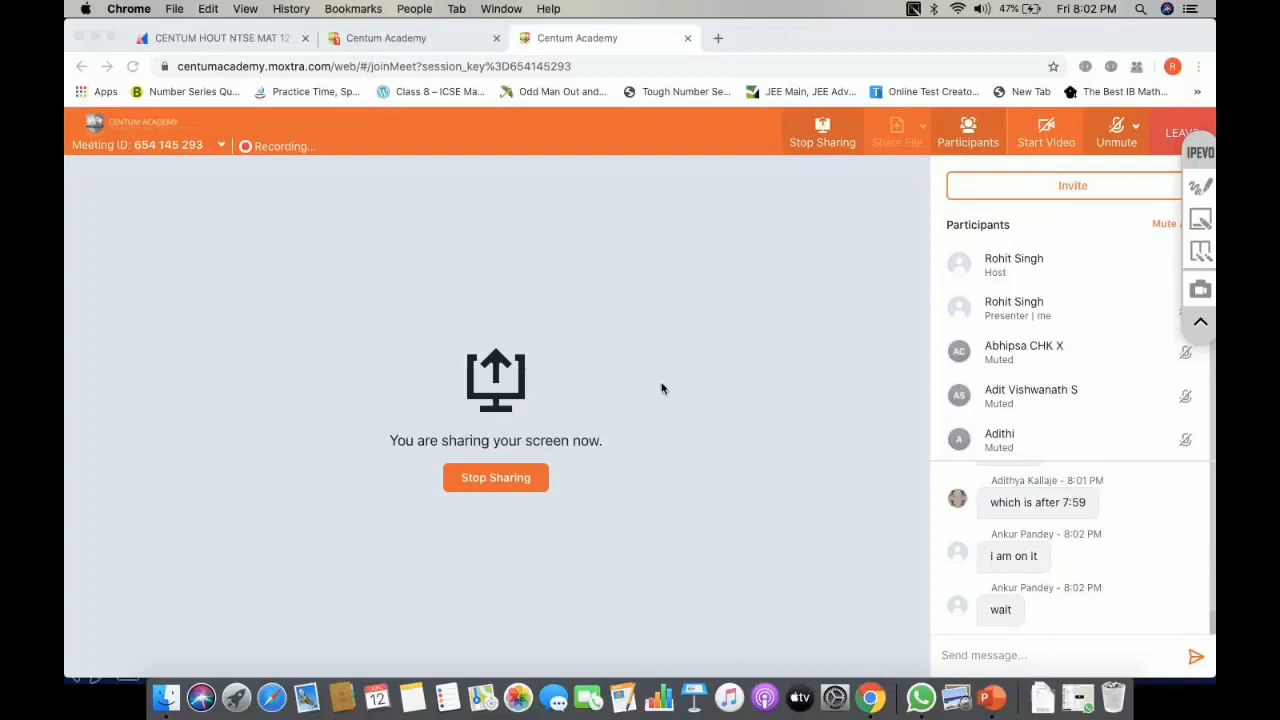 Chrome File Edit View History Bookmarks People Tab Window Help 47% Fri 8:02 PM
CENTUM HOUT NTSE MAT 12 Centum Academy Centum Academy
centumacademy.moxtra.com/web/#/joinMeet?session_key%3D654145293
Apps Number Series Qu... Practice Time, Sp... Class 8 – ICSE Ma... Odd Man Out and... Tough Number Se... JEE Main, JEE Adv... Online Test Creato... New Tab The Best IB Math...
CENTUM ACADEMY
Meeting ID: 654 145 293 Recording...
Stop Sharing Share File Participants Start Video Unmute LEAVE
IPEVO
Invite
Participants Mute
Rohit Singh
Host
Rohit Singh
Presenter | me
AC Abhipsa CHK X
Muted
AS Adit Vishwanath S
Muted
A Adithi
Muted
You are sharing your screen now.
Stop Sharing
Adithya Kallaje - 8:01 PM
which is after 7:59
Ankur Pandey - 8:02 PM
i am on it
Ankur Pandey - 8:02 PM
wait
Send message...